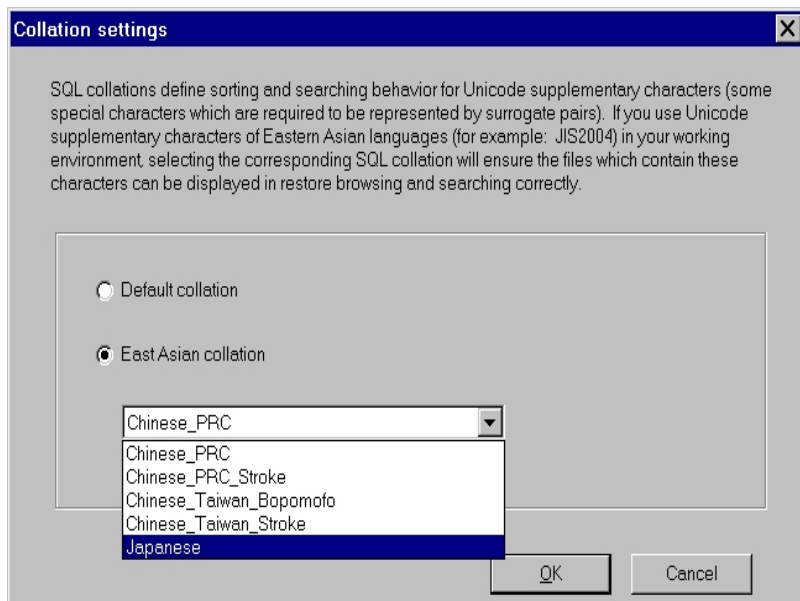 Collation settings
SQL collations define sorting and searching behavior for Unicode supplementary characters (some
special characters which are required to be represented by surrogate pairs). If you use Unicode
supplementary characters of Eastern Asian languages (for example: JIS2004) in your working
environment, selecting the corresponding SQL collation will ensure the files which contain these
characters can be displayed in restore browsing and searching correctly.
Default collation
East Asian collation
Chinese_PRC
Chinese_PRC
Chinese_PRC_Stroke
Chinese_Taiwan_Bopomofo
Chinese_Taiwan_Stroke
Japanese
OK Cancel